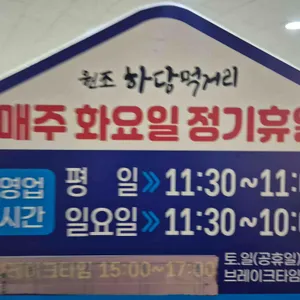 원조 하당먹거리
매주 화요일 정기휴일
영업시간
평 일 » 11:30~11:0
일요일 » 11:30~10:0
브레이크타임 15:00~17:00
토.일(공휴일)
브레이크타임